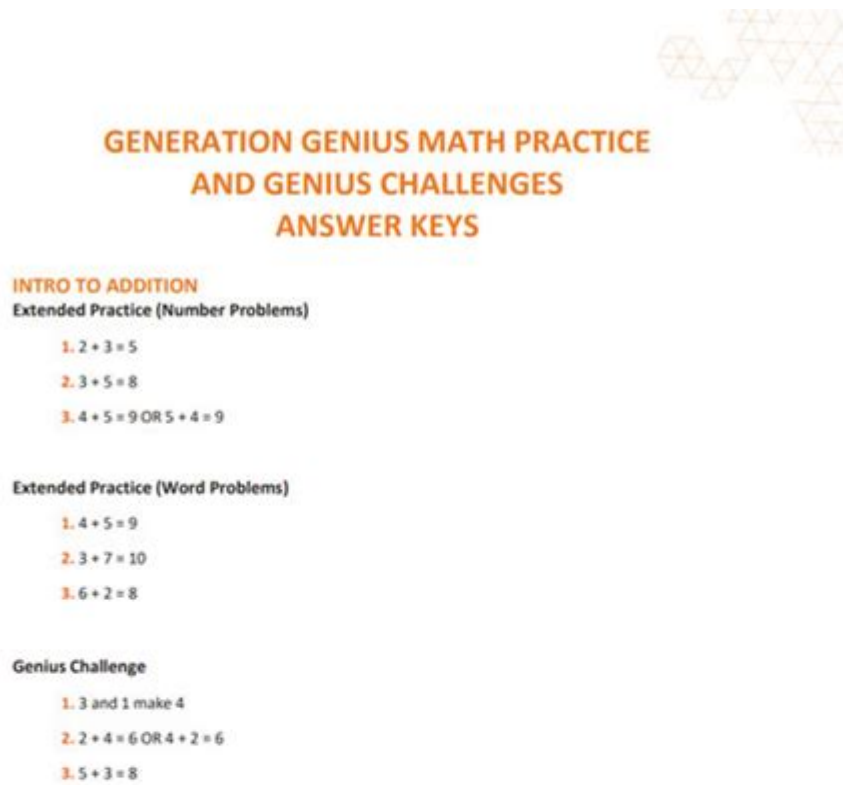 GENERATION GENIUS MATH PRACTICE
AND GENIUS CHALLENGES
ANSWER KEYS
INTRO TO ADDITION
Extended Practice (Number Problems)
1. 2 + 3 = 5
2. 3 + 5 = 8
3. 4 + 5 = 9 OR 5 + 4 = 9
Extended Practice (Word Problems)
1. 4 + 5 = 9
2. 3 + 7 = 10
3. 6 + 2 = 8
Genius Challenge
1. 3 and 1 make 4
2. 2 + 4 = 6 OR 4 + 2 = 6
3. 5 + 3 = 8